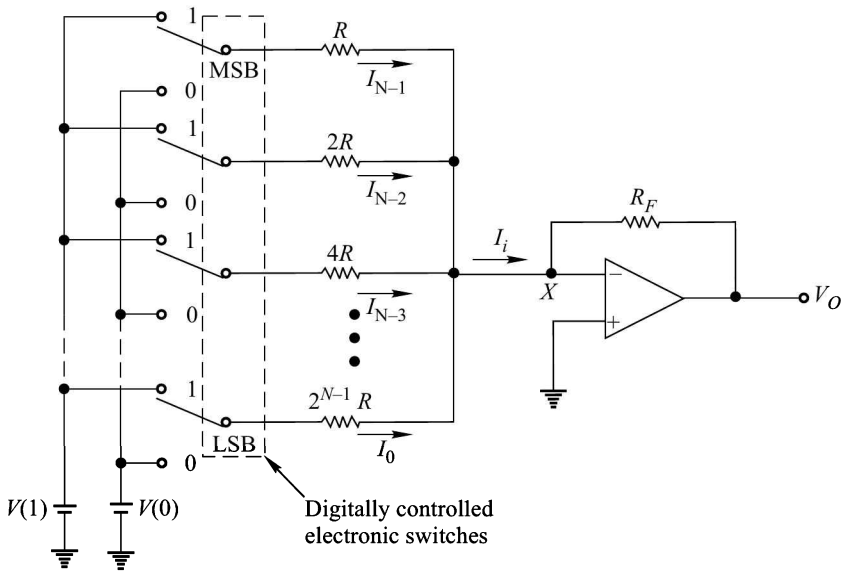 1
R
MSB
I_{N–1}
0
1
2R
I_{N–2}
0
1
4R
I_{N–3}
0
R_F
I_i
X
−
+
V_O
1
2^{N–1} R
LSB
I_0
0
V(1)
V(0)
Digitally controlled
electronic switches